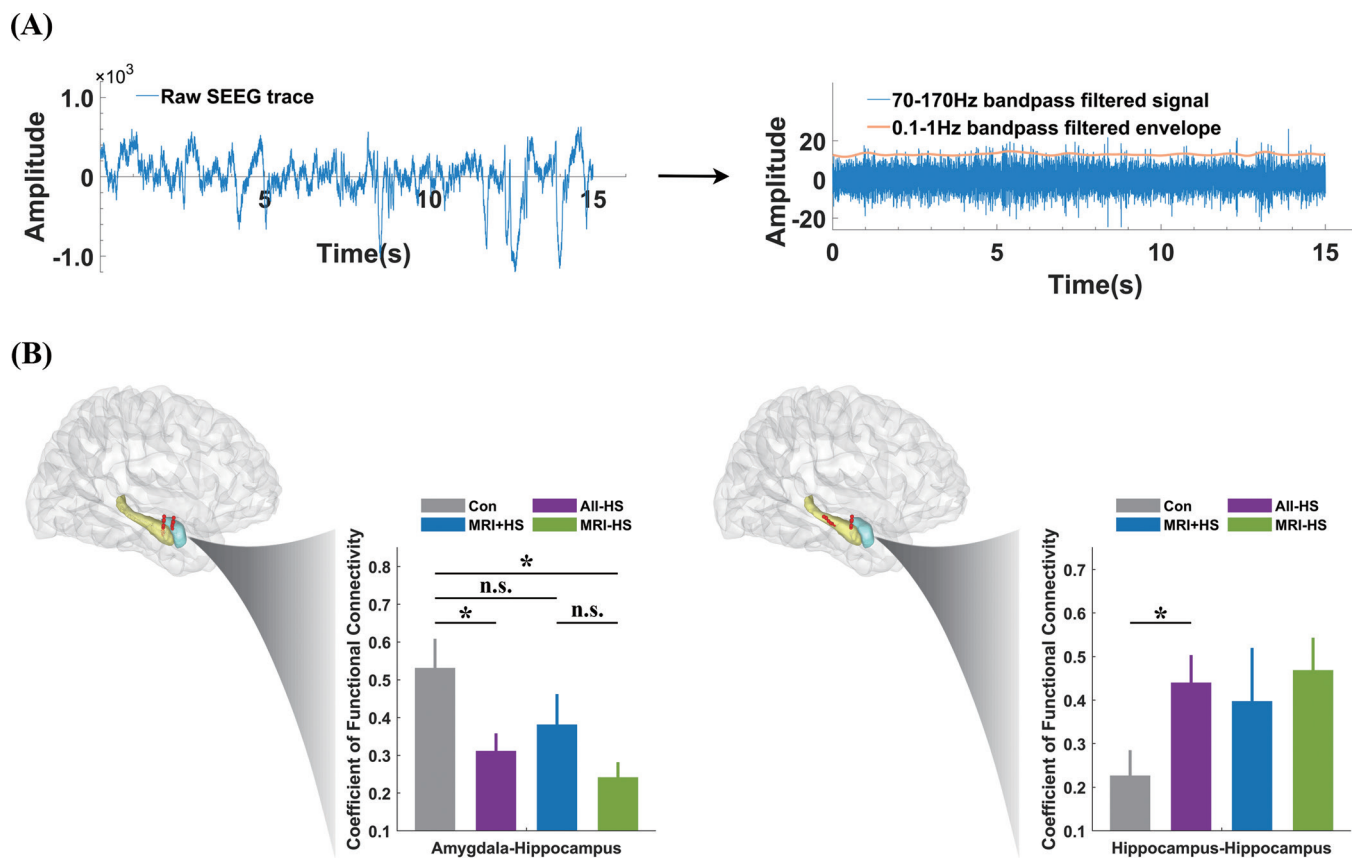 (A)
×10³
1.0
0
-1.0
Amplitude
Raw SEEG trace
5
10
15
Time(s)
70-170Hz bandpass filtered signal
0.1-1Hz bandpass filtered envelope
20
0
-20
Amplitude
0
5
10
15
Time(s)
(B)
Con
All-HS
MRI+HS
MRI-HS
Coefficient of Functional Connectivity
0.8
0.7
0.6
0.5
0.4
0.3
0.2
0.1
*
n.s.
*
n.s.
Amygdala-Hippocampus
Con
All-HS
MRI+HS
MRI-HS
Coefficient of Functional Connectivity
0.7
0.6
0.5
0.4
0.3
0.2
0.1
*
Hippocampus-Hippocampus